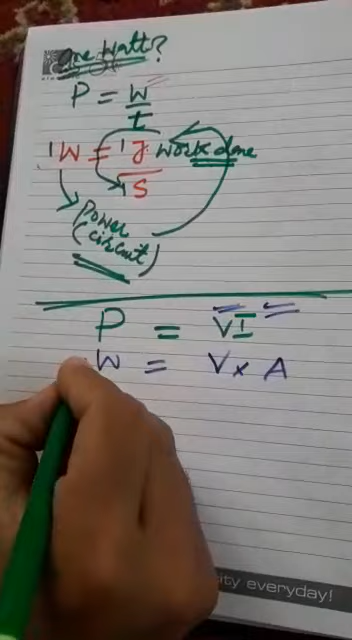 One Watt?
P = W
t
1W = 1J work done
1S
Power
(circuit)
P = VI
W = V x A
ity everyday!